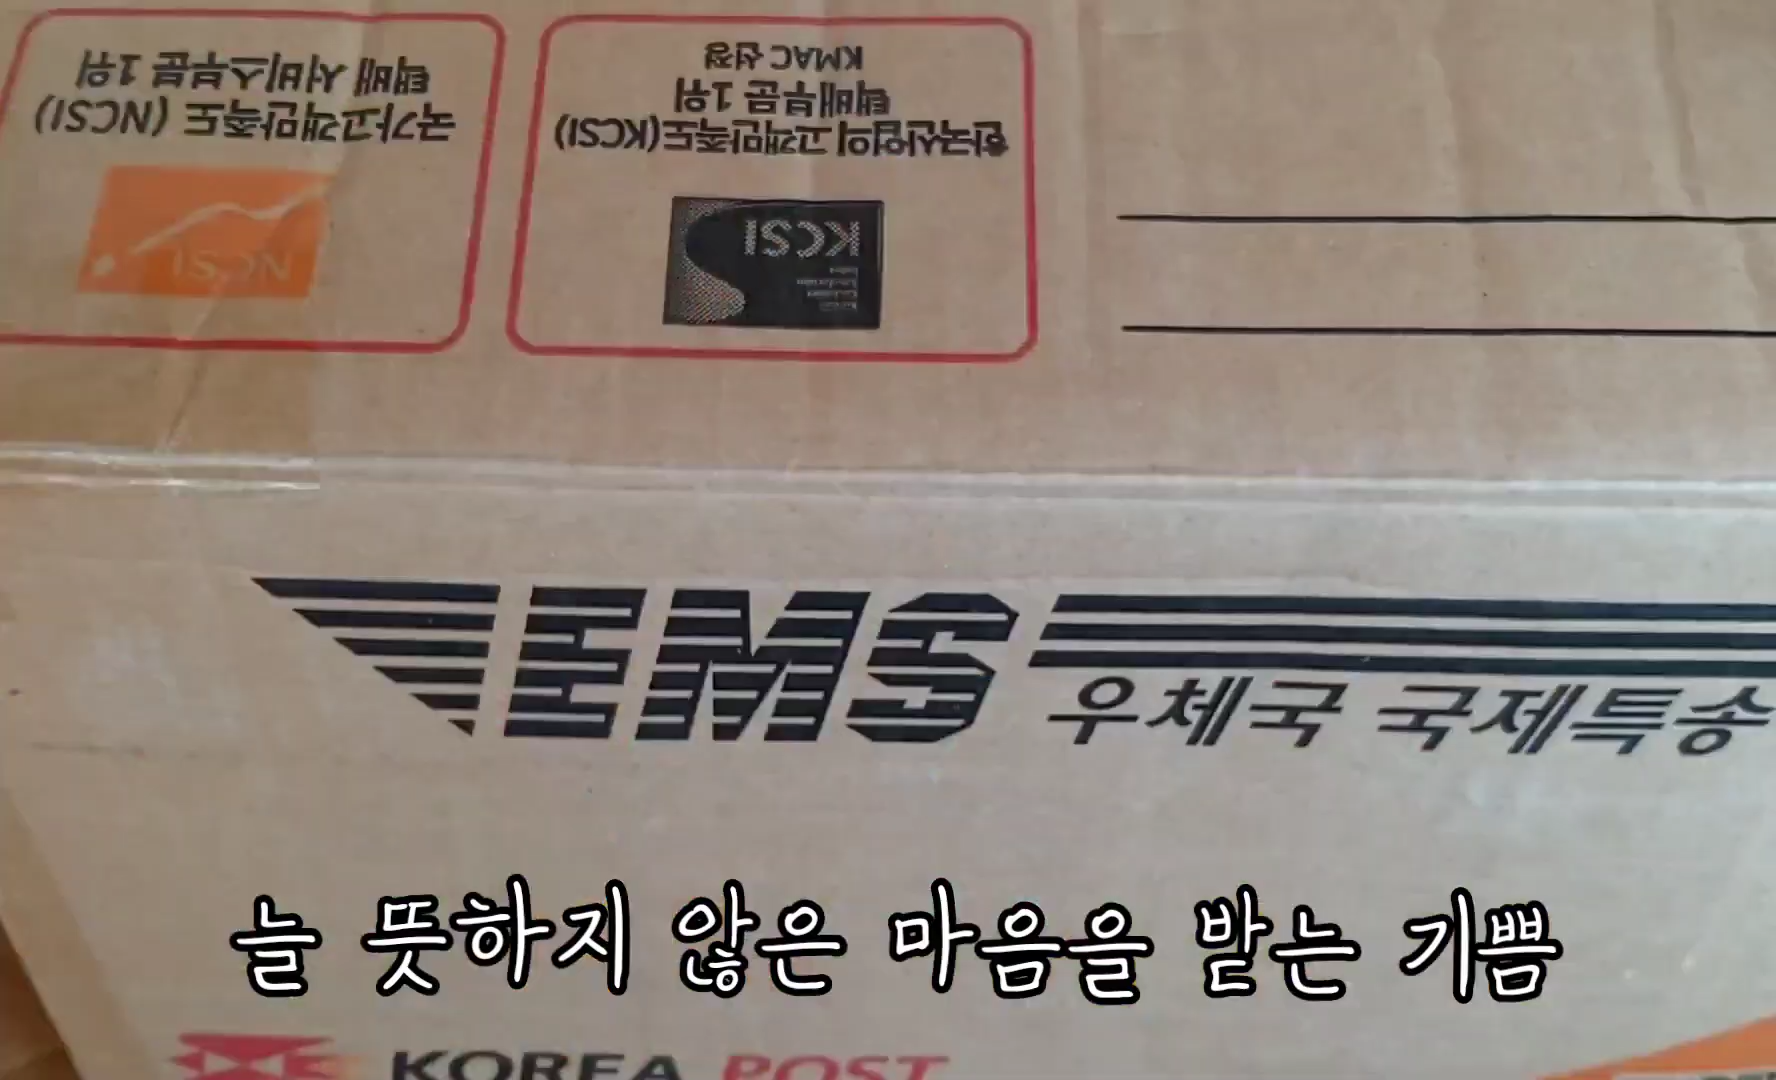 국가고객만족도 (NCSI)
택배 서비스부문 1위
NCSI
KCSI
한국산업의 고객만족도(KCSI)
택배부문 1위
KMAC 선정
EMS
우체국 국제특송
늘 뜻하지 않은 마음을 받는 기쁨
KOREA POST